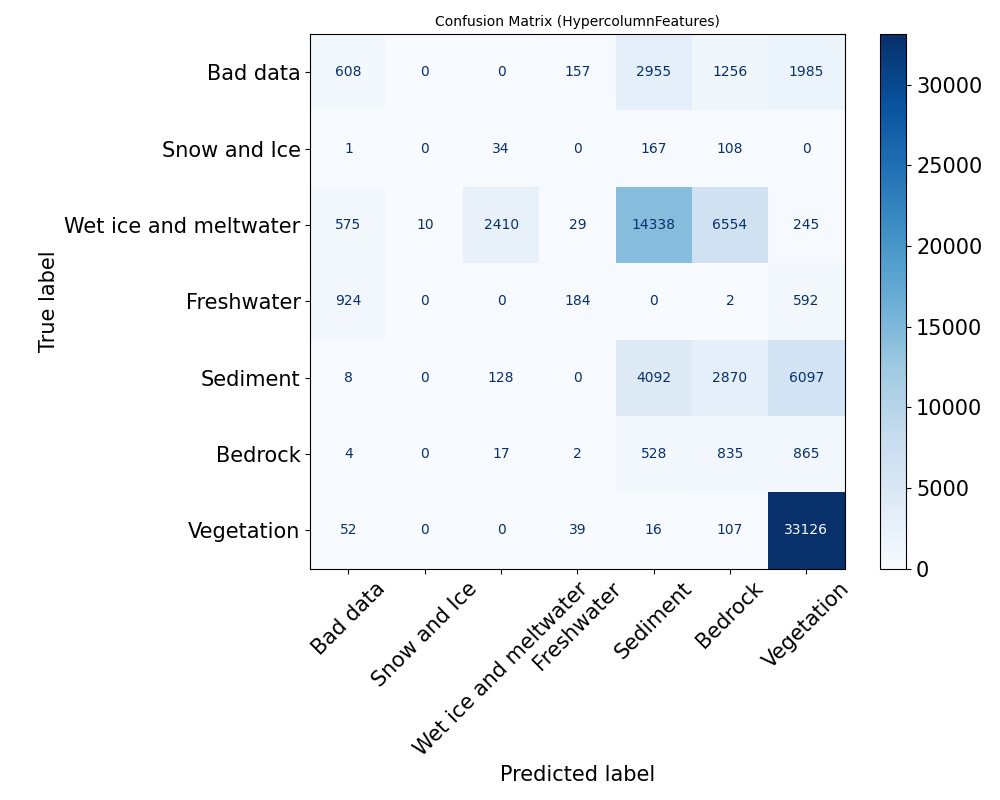 Confusion Matrix (HypercolumnFeatures)
True label
Bad data 608 0 0 157 2955 1256 1985
Snow and Ice 1 0 34 0 167 108 0
Wet ice and meltwater 575 10 2410 29 14338 6554 245
Freshwater 924 0 0 184 0 2 592
Sediment 8 0 128 0 4092 2870 6097
Bedrock 4 0 17 2 528 835 865
Vegetation 52 0 0 39 16 107 33126
Bad data
Snow and Ice
Wet ice and meltwater
Freshwater
Sediment
Bedrock
Vegetation
Predicted label
30000
25000
20000
15000
10000
5000
0